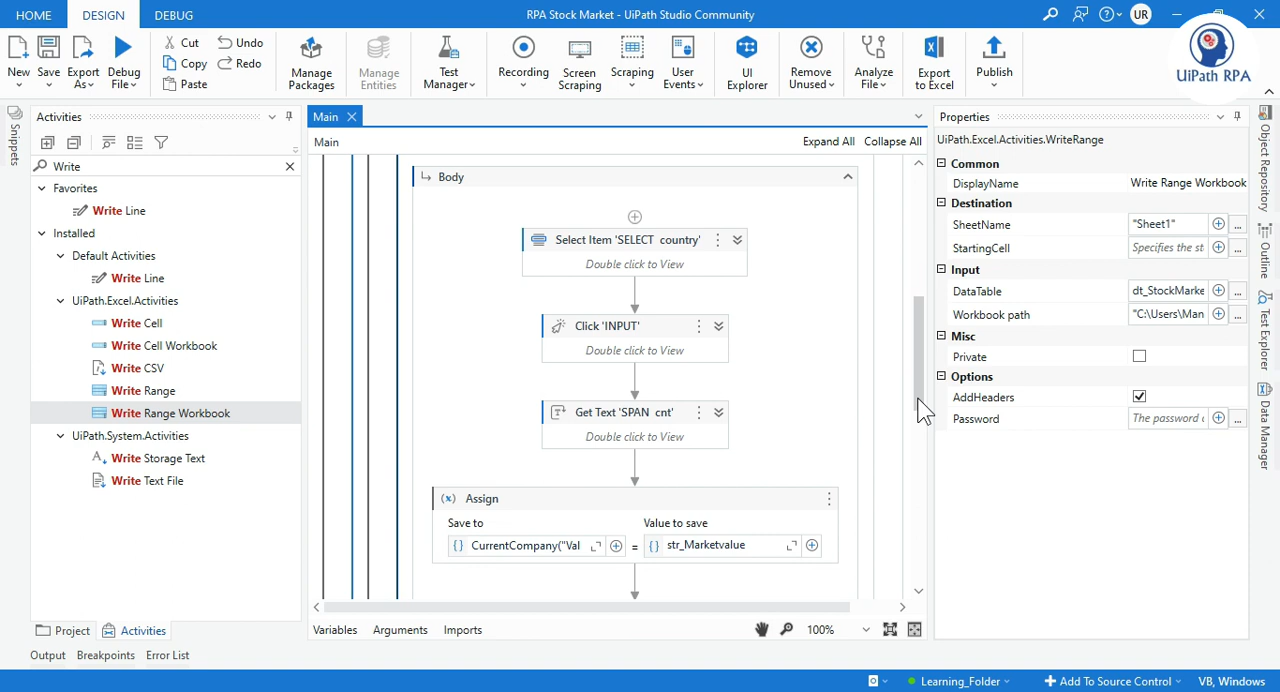 HOME DESIGN DEBUG RPA Stock Market - UiPath Studio Community UR
New Save Export As Debug File Cut Copy Paste Undo Redo Manage Packages Manage Entities Test Manager Recording Screen Scraping Scraping User Events UI Explorer Remove Unused Analyze File Export to Excel Publish UiPath RPA
Snippets
Activities
Write
Favorites
Write Line
Installed
Default Activities
Write Line
UiPath.Excel.Activities
Write Cell
Write Cell Workbook
Write CSV
Write Range
Write Range Workbook
UiPath.System.Activities
Write Storage Text
Write Text File
Project Activities
Main
Main Expand All Collapse All
Body
Select Item 'SELECT country'
Double click to View
Click 'INPUT'
Double click to View
Get Text 'SPAN cnt'
Double click to View
(x) Assign
Save to Value to save
CurrentCompany("Val = str_Marketvalue
Variables Arguments Imports 100%
Properties
UiPath.Excel.Activities.WriteRange
Common
DisplayName Write Range Workbook
Destination
SheetName "Sheet1" ...
StartingCell Specifies the st ...
Input
DataTable dt_StockMarke ...
Workbook path "C:\Users\Man ...
Misc
Private
Options
AddHeaders
Password The password ...
Object Repository
Outline
Test Explorer
Data Manager
Output Breakpoints Error List
Learning_Folder Add To Source Control VB, Windows